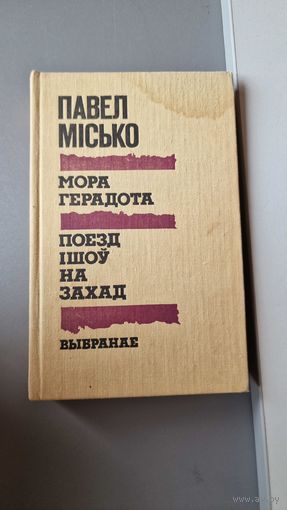 ПАВЕЛ
МІСЬКО
МОРА
ГЕРАДОТА
ПОЕЗД
ІШОЎ
НА
ЗАХАД
ВЫБРАНАЕ